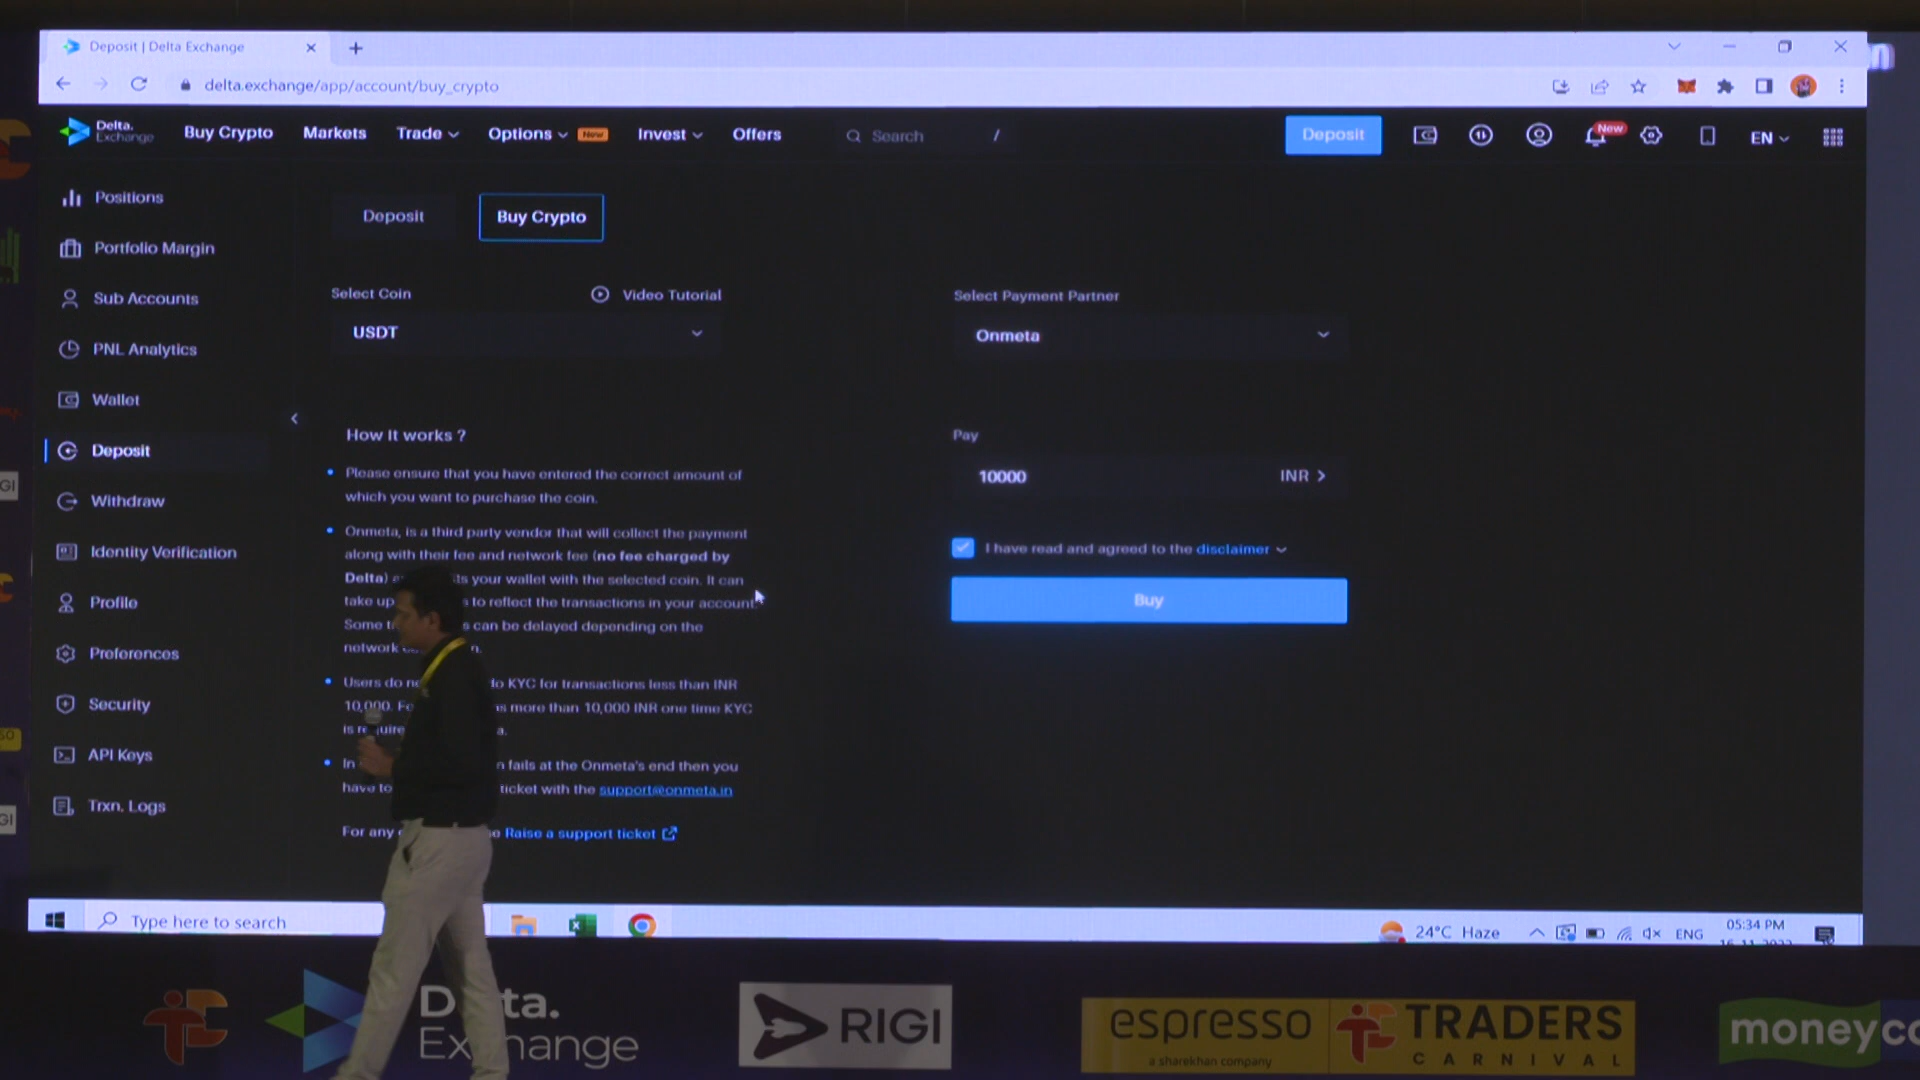 Deposit | Delta Exchange
delta.exchange/app/account/buy_crypto
Delta. Exchange
Buy Crypto
Markets
Trade
Options
New
Invest
Offers
Search
/
Deposit
New
EN
Positions
Portfolio Margin
Sub Accounts
PNL Analytics
Wallet
Deposit
Withdraw
Identity Verification
Profile
Preferences
Security
API Keys
Trxn. Logs
Deposit
Buy Crypto
Select Coin
Video Tutorial
USDT
How It works ?
Please ensure that you have entered the correct amount of
which you want to purchase the coin.
Onmeta, is a third party vendor that will collect the payment
along with their fee and network fee (no fee charged by
Delta) your wallet with the selected coin. It can
take up to reflect the transactions in your account.
Some can be delayed depending on the
network
Users do KYC for transactions less than INR
10,000. more than 10,000 INR one time KYC
is
In fails at the Onmeta's end then you
have to ticket with the support@onmeta.in
For any Raise a support ticket
Select Payment Partner
Onmeta
Pay
10000
INR >
I have read and agreed to the disclaimer
Buy
Type here to search
24°C Haze
ENG
05:34 PM
Exchange
RIGI
espresso
a sharekhan company
TRADERS
CARNIVAL